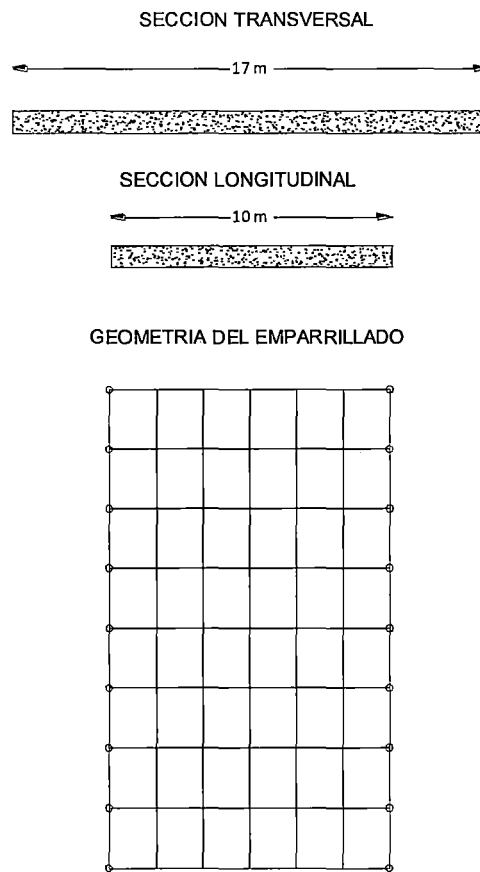 SECCION TRANSVERSAL
17 m
SECCION LONGITUDINAL
10 m
GEOMETRIA DEL EMPARRILLADO